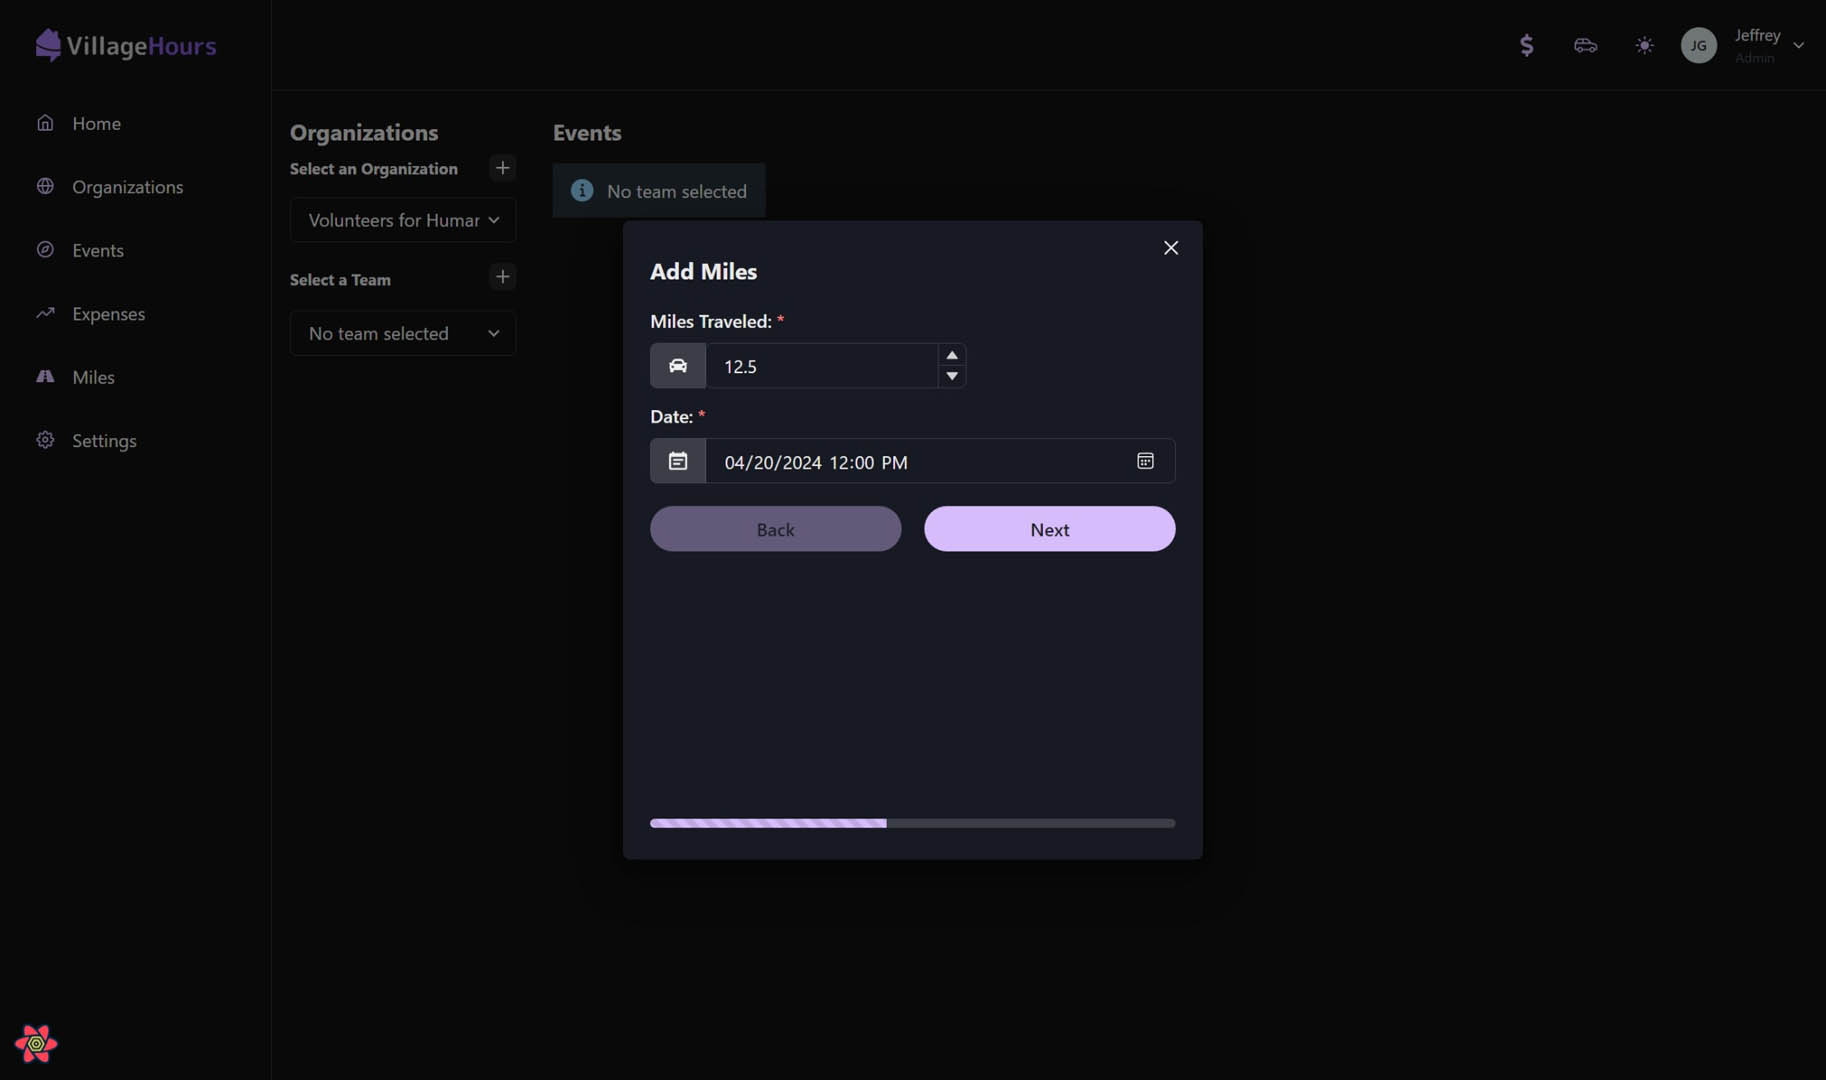 VillageHours
Jeffrey
Admin
JG
Home
Organizations
Events
Expenses
Miles
Settings
Organizations
Select an Organization
Volunteers for Humar
Select a Team
No team selected
Events
No team selected
Add Miles
Miles Traveled: *
12.5
Date: *
04/20/2024 12:00 PM
Back
Next